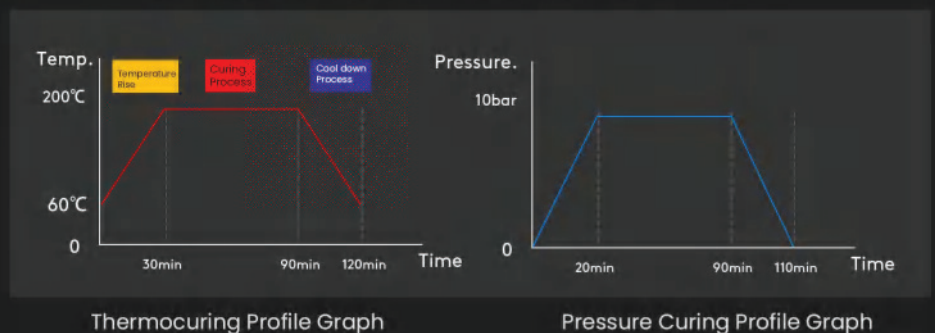 Temp.
Temperature
Rise
Curing
Process
Cool down
Process
200℃
60℃
0
30min
90min
120min
Time
Thermocuring Profile Graph
Pressure.
10bar
0
20min
90min
110min
Time
Pressure Curing Profile Graph